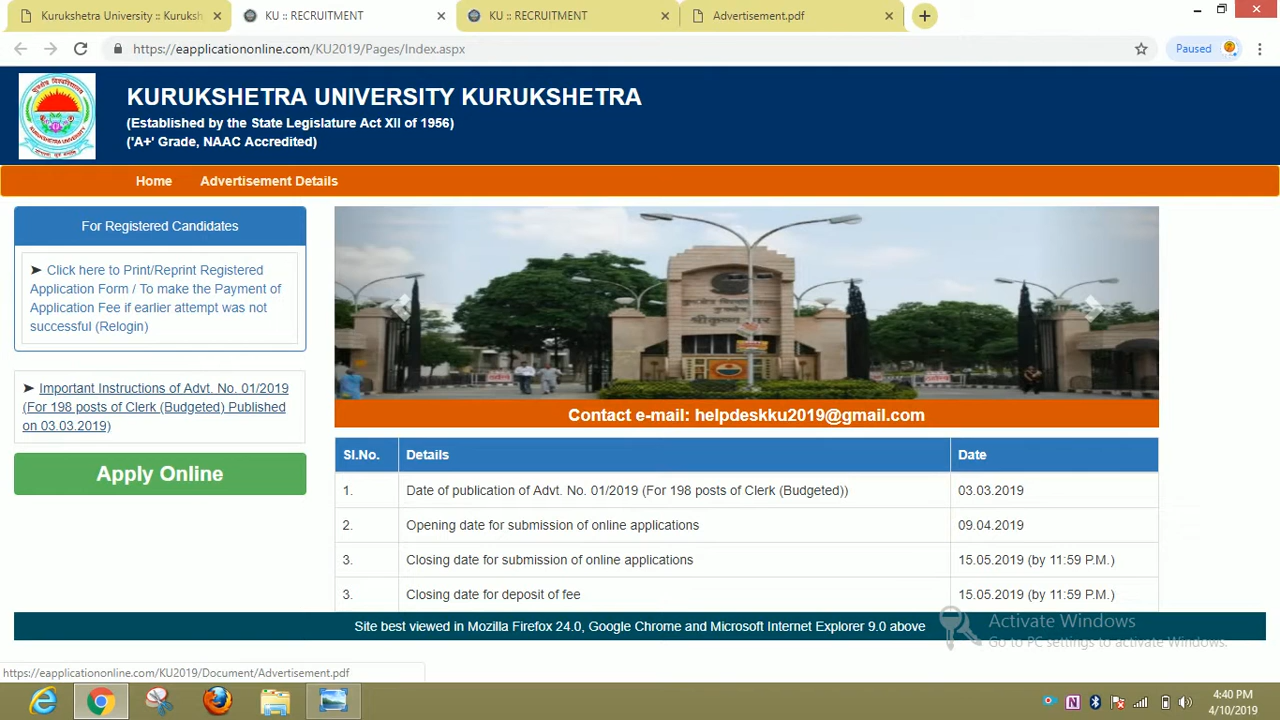 Kurukshetra University :: Kuruksh
KU :: RECRUITMENT
KU :: RECRUITMENT
Advertisement.pdf
https://eapplicationonline.com/KU2019/Pages/Index.aspx
Paused
KURUKSHETRA UNIVERSITY KURUKSHETRA
(Established by the State Legislature Act XII of 1956)
('A+' Grade, NAAC Accredited)
Home
Advertisement Details
For Registered Candidates
➤ Click here to Print/Reprint Registered
Application Form / To make the Payment of
Application Fee if earlier attempt was not
successful (Relogin)
➤ Important Instructions of Advt. No. 01/2019
(For 198 posts of Clerk (Budgeted) Published
on 03.03.2019)
Apply Online
Contact e-mail: helpdeskku2019@gmail.com
Sl.No. Details Date
1. Date of publication of Advt. No. 01/2019 (For 198 posts of Clerk (Budgeted)) 03.03.2019
2. Opening date for submission of online applications 09.04.2019
3. Closing date for submission of online applications 15.05.2019 (by 11:59 P.M.)
3. Closing date for deposit of fee 15.05.2019 (by 11:59 P.M.)
Site best viewed in Mozilla Firefox 24.0, Google Chrome and Microsoft Internet Explorer 9.0 above
Activate Windows
Go to PC settings to activate Windows.
https://eapplicationonline.com/KU2019/Document/Advertisement.pdf
4:40 PM
4/10/2019